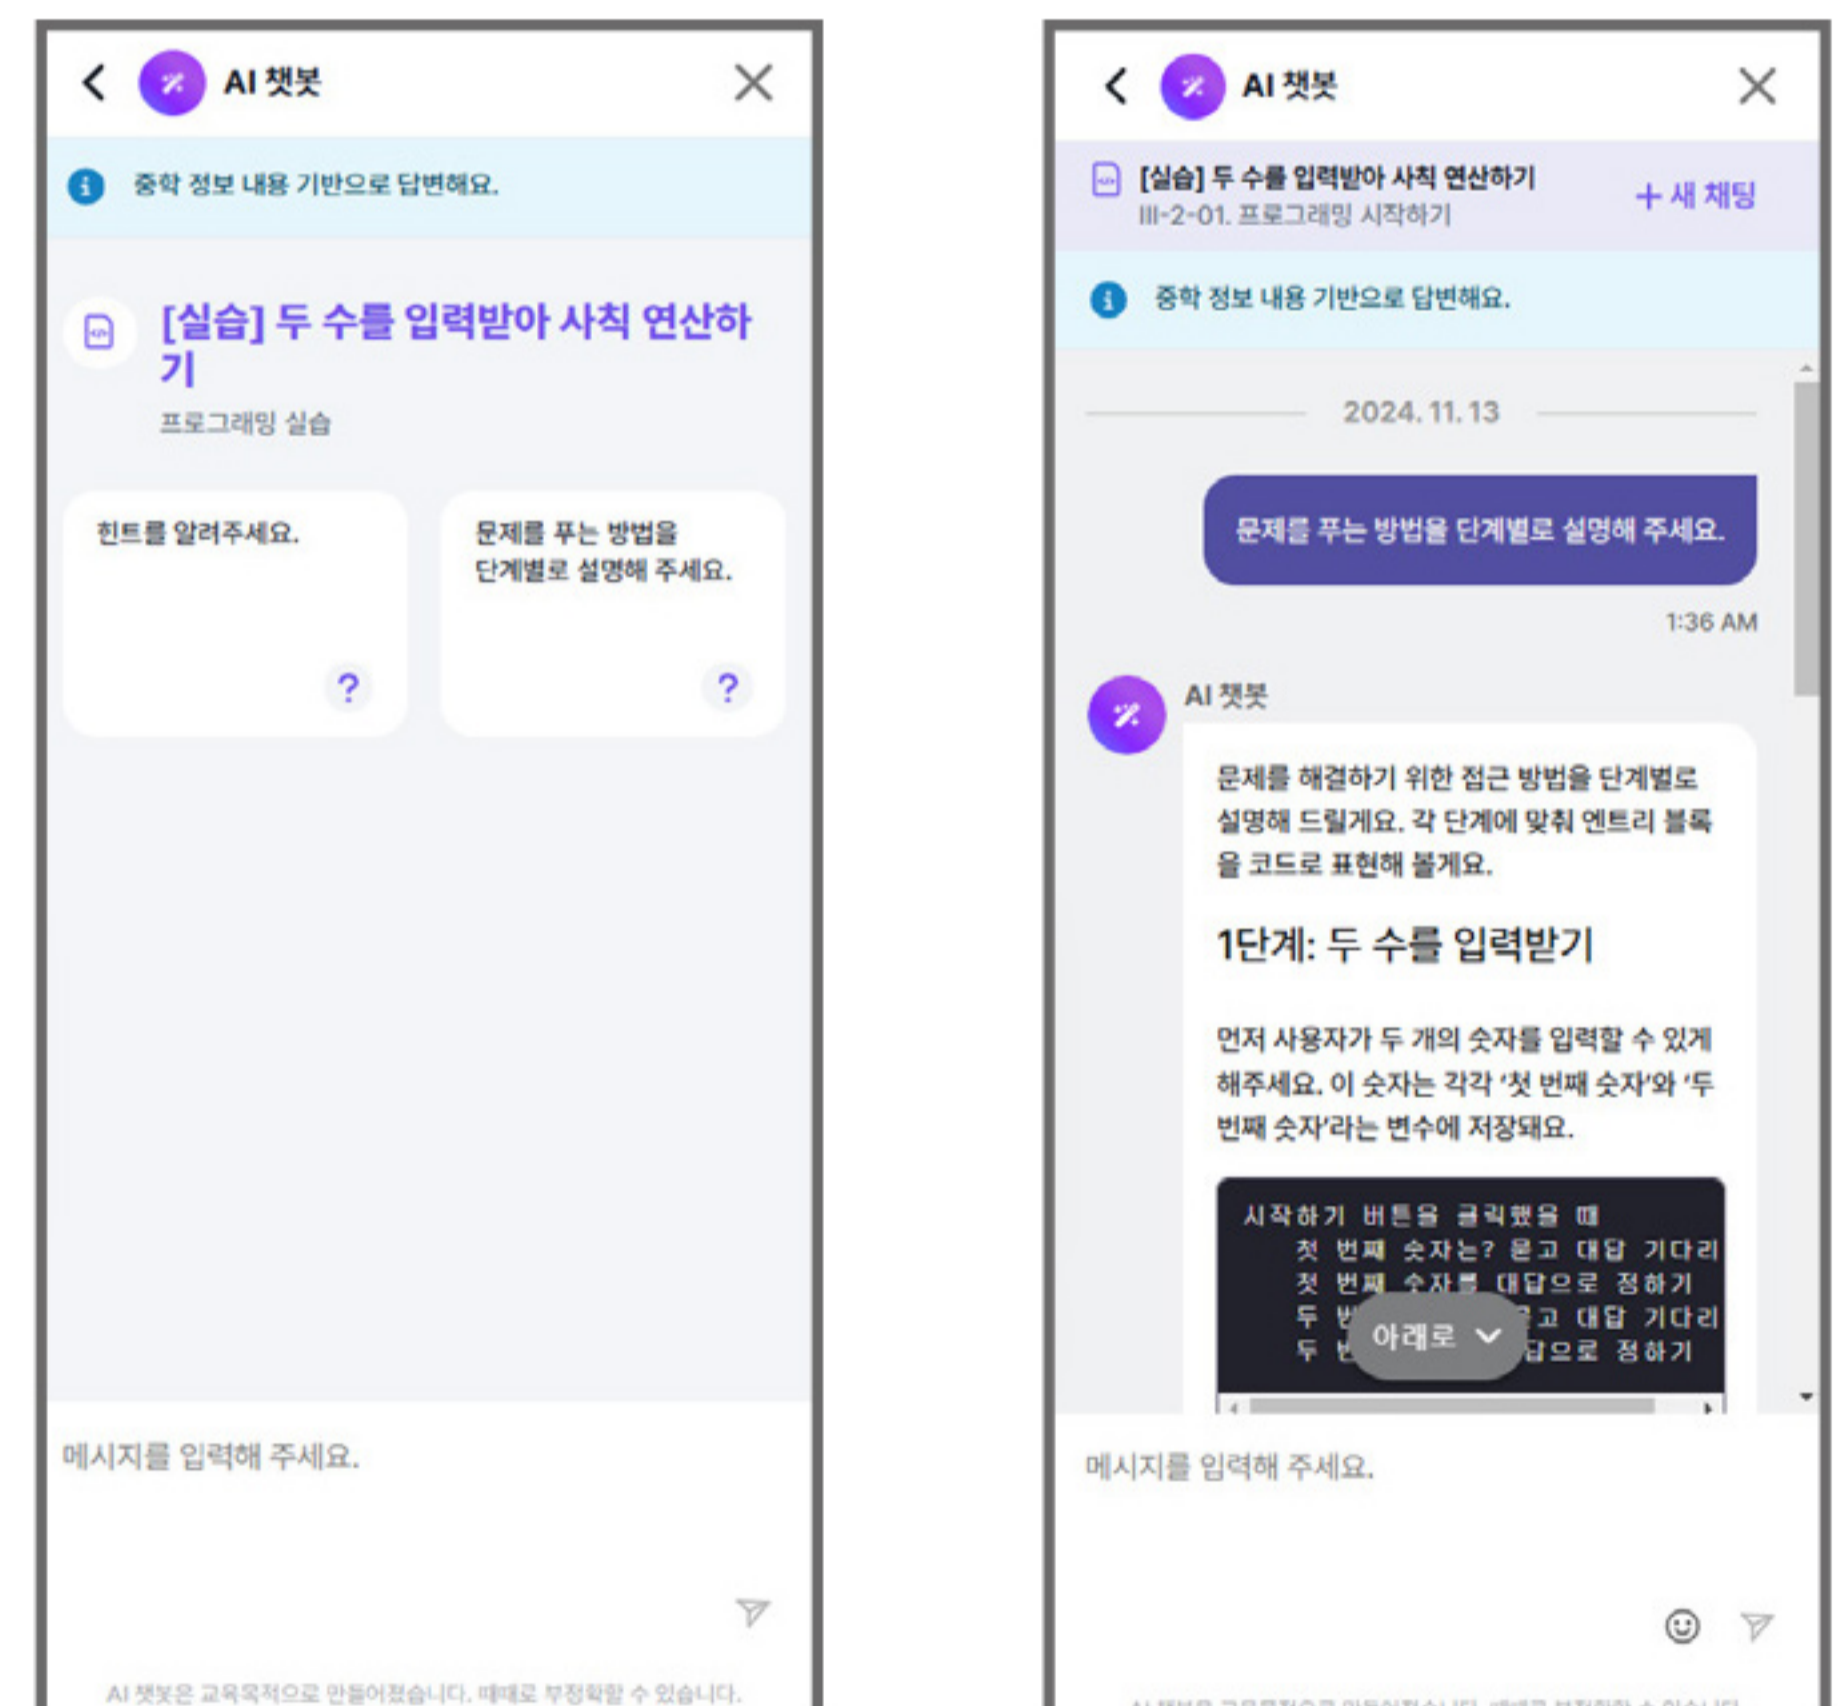 AI 챗봇
중학 정보 내용 기반으로 답변해요.
[실습] 두 수를 입력받아 사칙 연산하
기
프로그래밍 실습
힌트를 알려주세요.
문제를 푸는 방법을
단계별로 설명해 주세요.
?
?
메시지를 입력해 주세요.
AI 챗봇은 교육목적으로 만들어졌습니다. 때때로 부정확할 수 있습니다.
AI 챗봇
[실습] 두 수를 입력받아 사칙 연산하기
III-2-01. 프로그래밍 시작하기
+ 새 채팅
중학 정보 내용 기반으로 답변해요.
2024. 11. 13
문제를 푸는 방법을 단계별로 설명해 주세요.
1:36 AM
AI 챗봇
문제를 해결하기 위한 접근 방법을 단계별로
설명해 드릴게요. 각 단계에 맞춰 엔트리 블록
을 코드로 표현해 볼게요.
1단계: 두 수를 입력받기
먼저 사용자가 두 개의 숫자를 입력할 수 있게
해주세요. 이 숫자는 각각 ‘첫 번째 숫자’와 ‘두
번째 숫자’라는 변수에 저장돼요.
시작하기 버튼을 클릭했을 때
첫 번째 숫자는? 묻고 대답 기다리
첫 번째 숫자를 대답으로 정하기
두 묻고 대답 기다리
두 대답으로 정하기
아래로
메시지를 입력해 주세요.